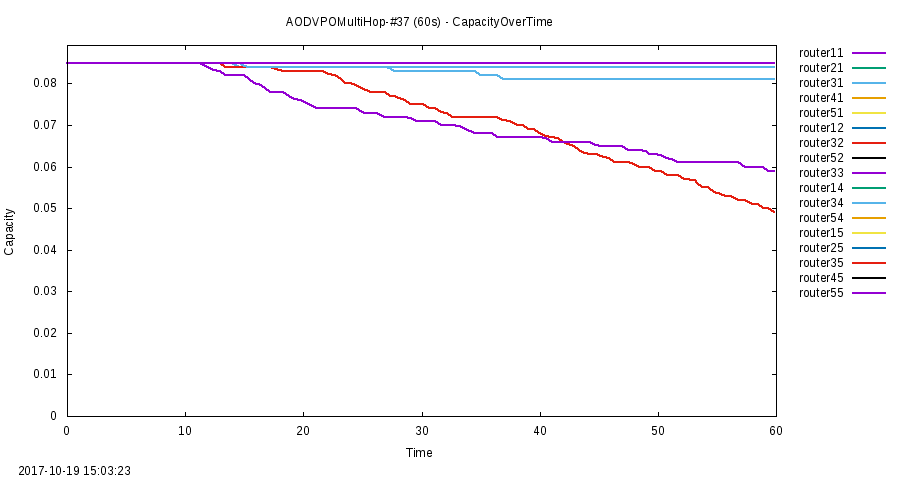 AODVPOMultiHop-#37 (60s) - CapacityOverTime
router11
router21
router31
router41
router51
router12
router32
router52
router33
router14
router34
router54
router15
router25
router35
router45
router55
0.08
0.07
0.06
0.05
0.04
0.03
0.02
0.01
0
Capacity
0 10 20 30 40 50 60
Time
2017-10-19 15:03:23